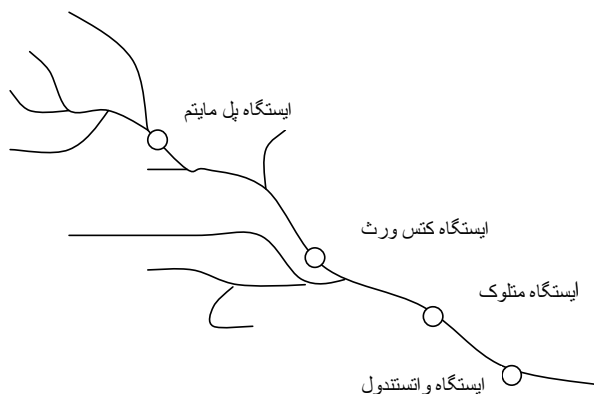 ایستگاه پل مایتم
ایستگاه کتس ورث
ایستگاه متلوک
ایستگاه واتستندول